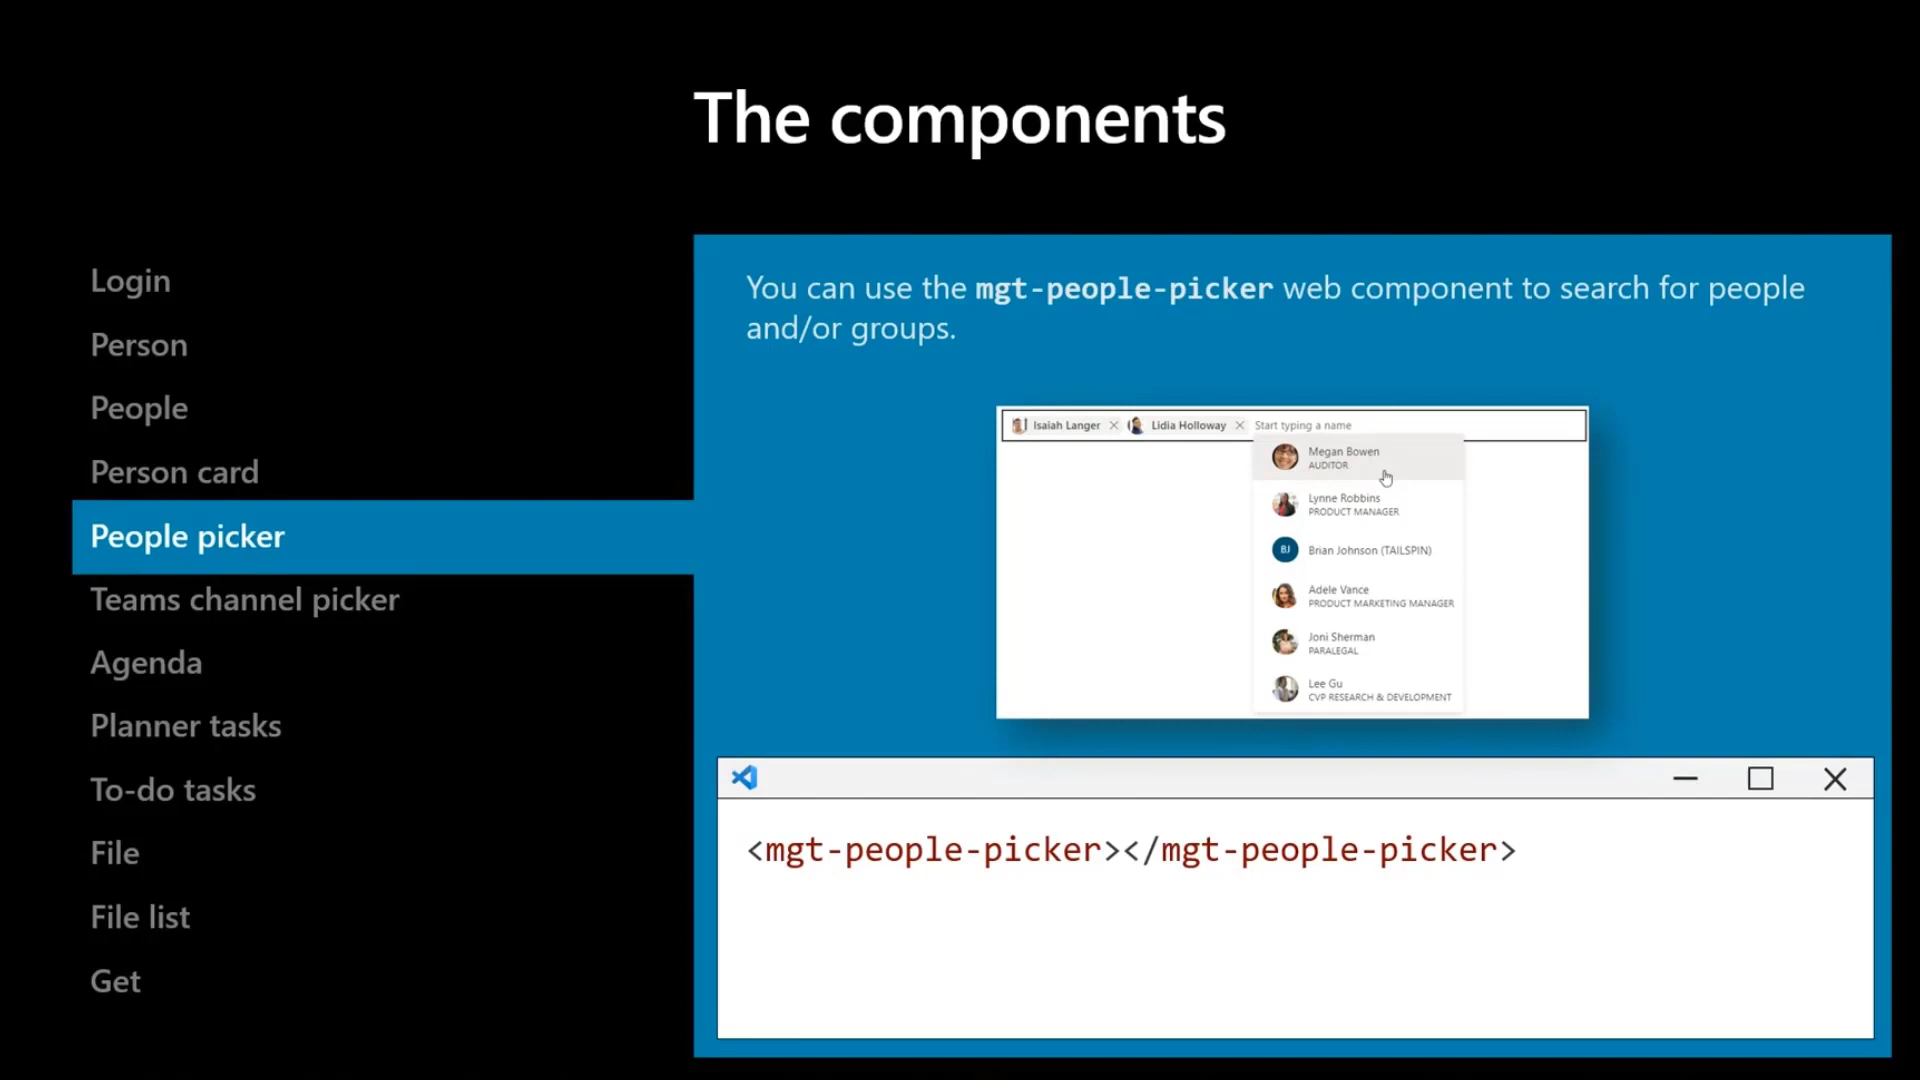 The components
Login
Person
People
Person card
People picker
Teams channel picker
Agenda
Planner tasks
To-do tasks
File
File list
Get
You can use the mgt-people-picker web component to search for people
and/or groups.
Isaiah Langer Lidia Holloway Start typing a name
Megan Bowen
AUDITOR
Lynne Robbins
PRODUCT MANAGER
BJ Brian Johnson (TAILSPIN)
Adele Vance
PRODUCT MARKETING MANAGER
Joni Sherman
PARALEGAL
Lee Gu
CVP RESEARCH & DEVELOPMENT
<mgt-people-picker></mgt-people-picker>